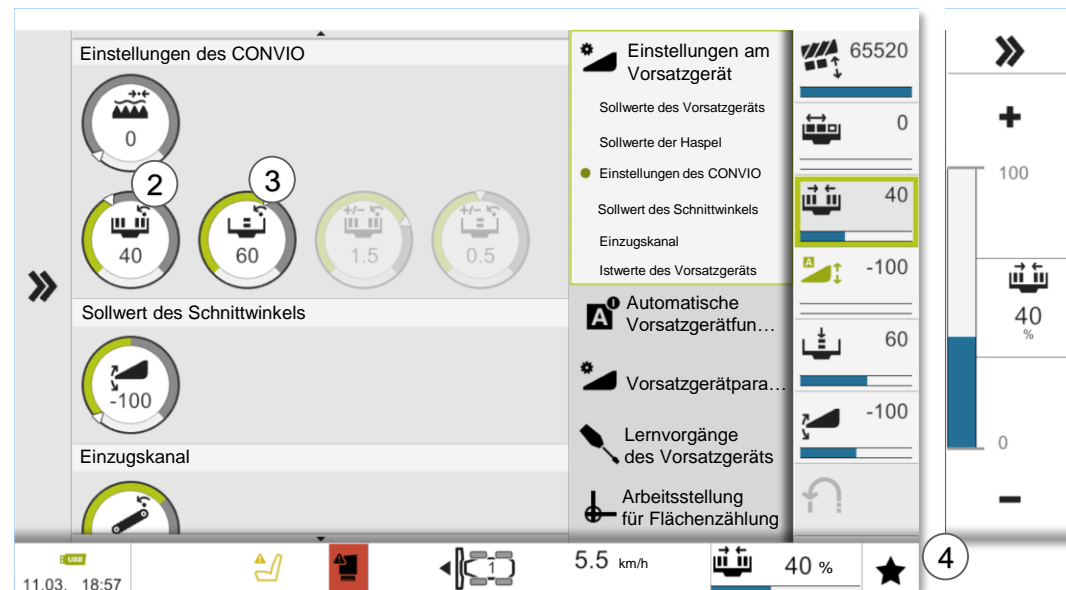 Einstellungen des CONVIO
0
2
3
40
60
+/-
1.5
+/-
0.5
Sollwert des Schnittwinkels
-100
Einzugskanal
Einstellungen am
Vorsatzgerät
Sollwerte des Vorsatzgeräts
Sollwerte der Haspel
Einstellungen des CONVIO
Sollwert des Schnittwinkels
Einzugskanal
Istwerte des Vorsatzgeräts
A
Automatische
Vorsatzgerätfun...
Vorsatzgerätpara...
Lernvorgänge
des Vorsatzgeräts
Arbeitsstellung
für Flächenzählung
65520
0
40
A
-100
60
-100
+
100
40
%
0
−
USB
11.03. 18:57
1
5.5 km/h
40 %
4